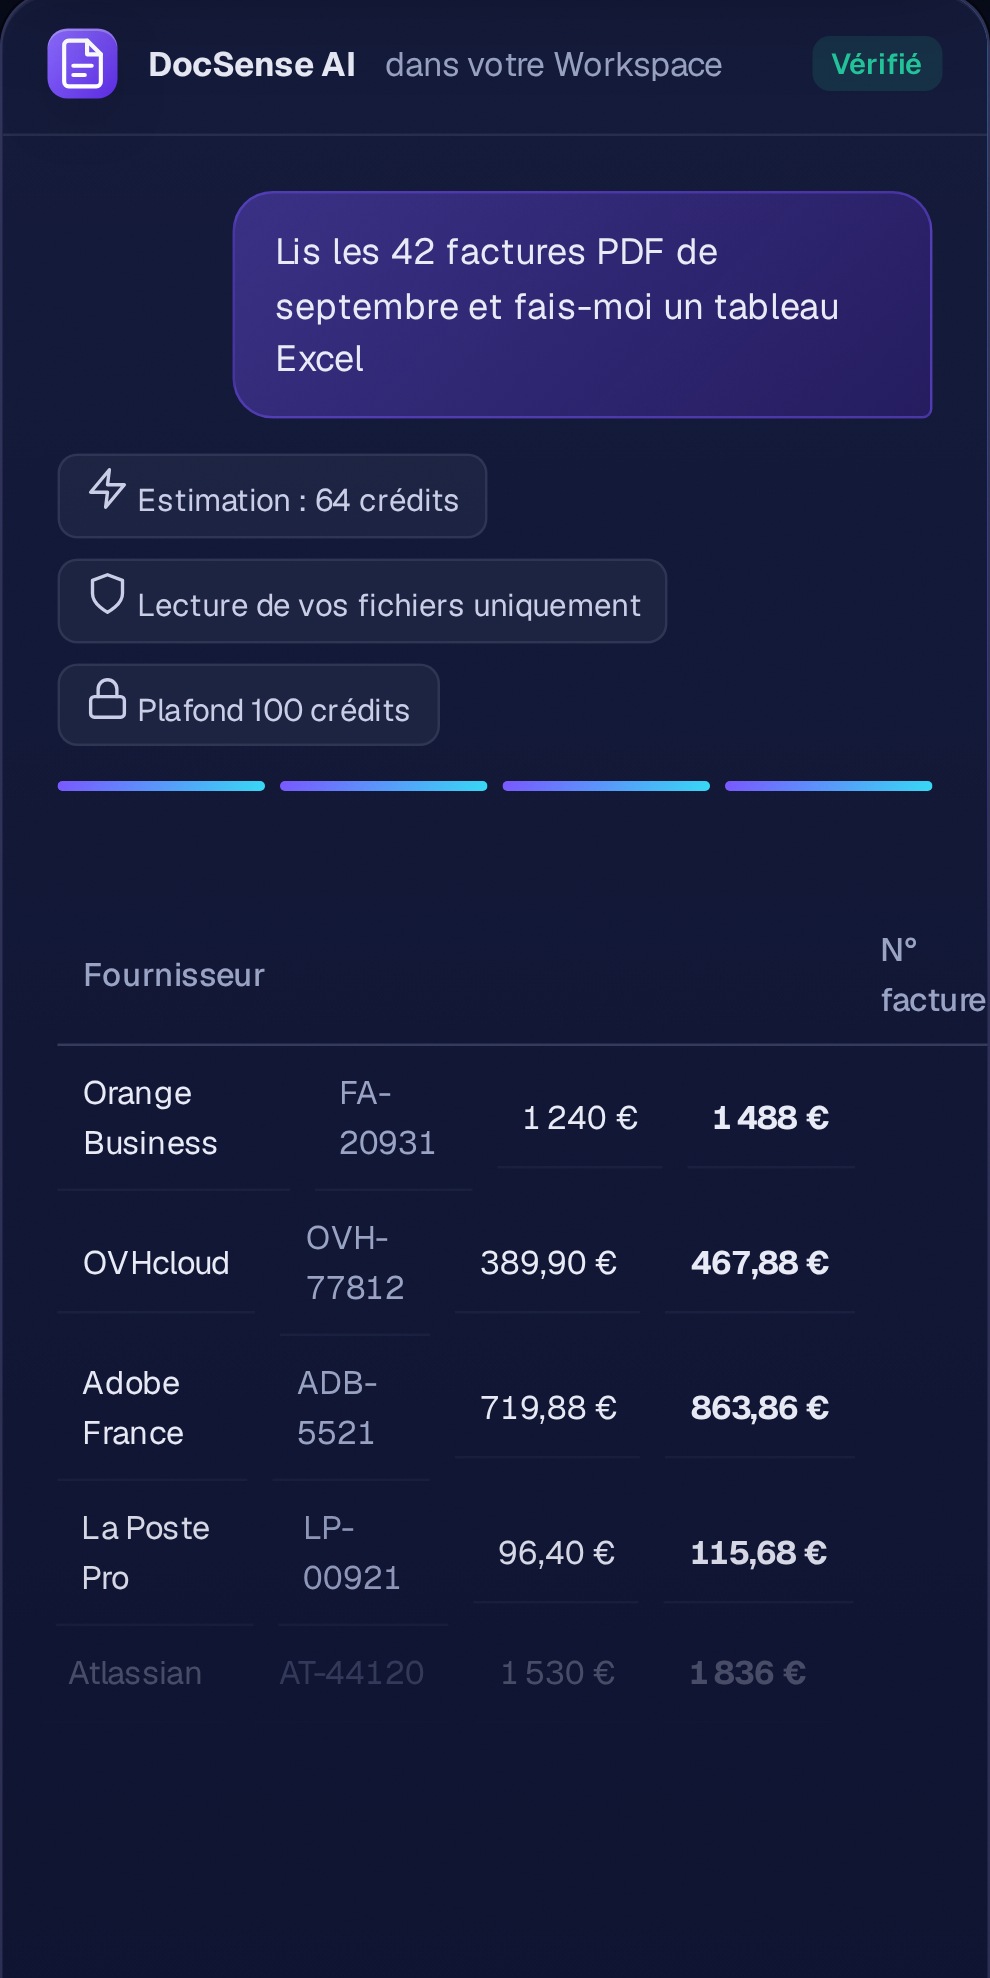 DocSense AI dans votre Workspace Vérifié
Lis les 42 factures PDF de
septembre et fais-moi un tableau
Excel
Estimation : 64 crédits
Lecture de vos fichiers uniquement
Plafond 100 crédits
Fournisseur
N°
facture
Orange
Business
FA-
20931
1 240 €
1 488 €
OVHcloud
OVH-
77812
389,90 €
467,88 €
Adobe
France
ADB-
5521
719,88 €
863,86 €
La Poste
Pro
LP-
00921
96,40 €
115,68 €
Atlassian AT-44120 1 530 € 1 836 €